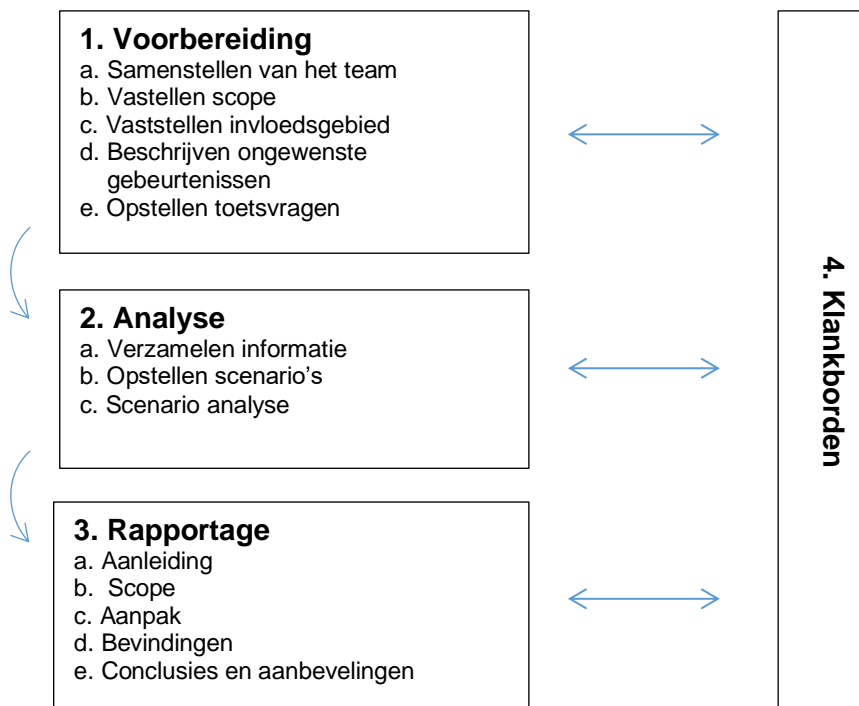 1. Voorbereiding
a. Samenstellen van het team
b. Vastellen scope
c. Vaststellen invloedsgebied
d. Beschrijven ongewenste
gebeurtenissen
e. Opstellen toetsvragen
2. Analyse
a. Verzamelen informatie
b. Opstellen scenario's
c. Scenario analyse
3. Rapportage
a. Aanleiding
b. Scope
c. Aanpak
d. Bevindingen
e. Conclusies en aanbevelingen
4. Klankborden